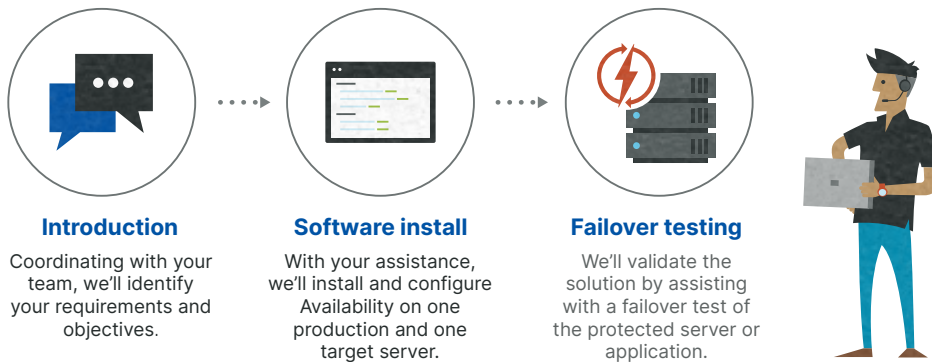 Introduction
Coordinating with your
team, we’ll identify
your requirements and
objectives.
Software install
With your assistance,
we’ll install and configure
Availability on one
production and one
target server.
Failover testing
We’ll validate the
solution by assisting
with a failover test of
the protected server or
application.